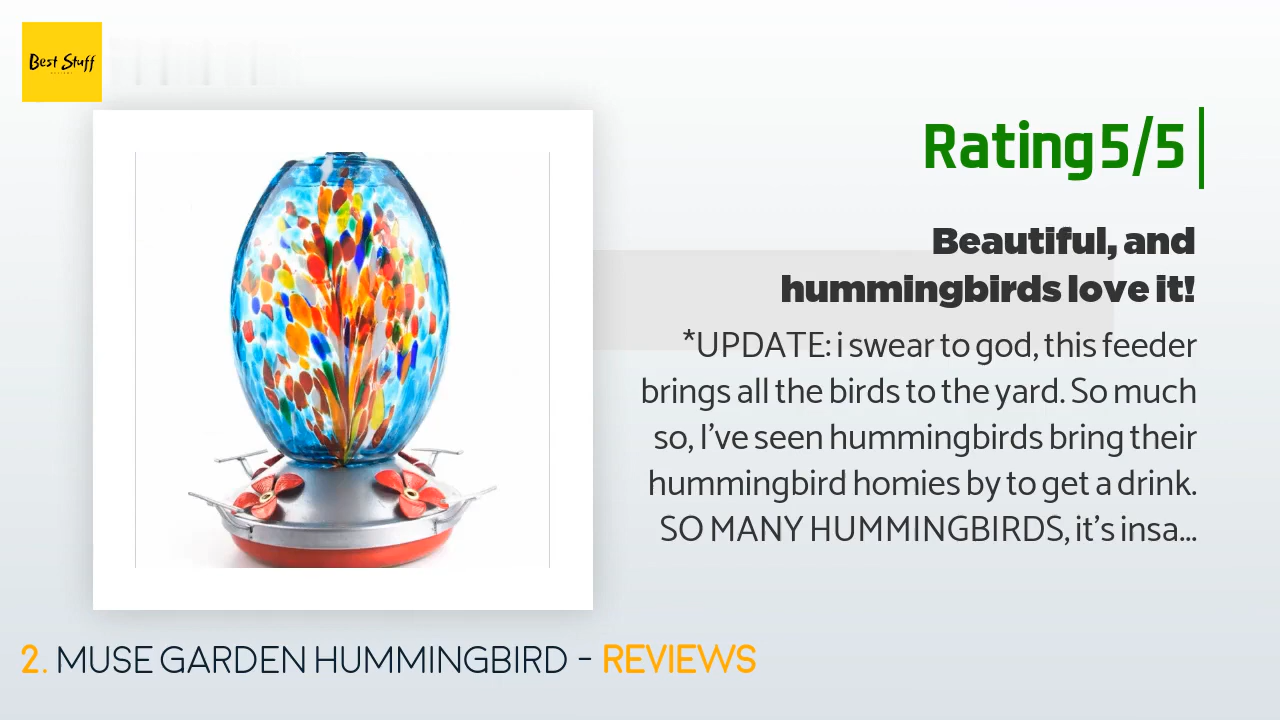 Best Stuff
Rating 5/5
Beautiful, and
hummingbirds love it!
*UPDATE: i swear to god, this feeder
brings all the birds to the yard. So much
so, I've seen hummingbirds bring their
hummingbird homies by to get a drink.
SO MANY HUMMINGBIRDS, it's insa...
2. MUSE GARDEN HUMMINGBIRD - REVIEWS